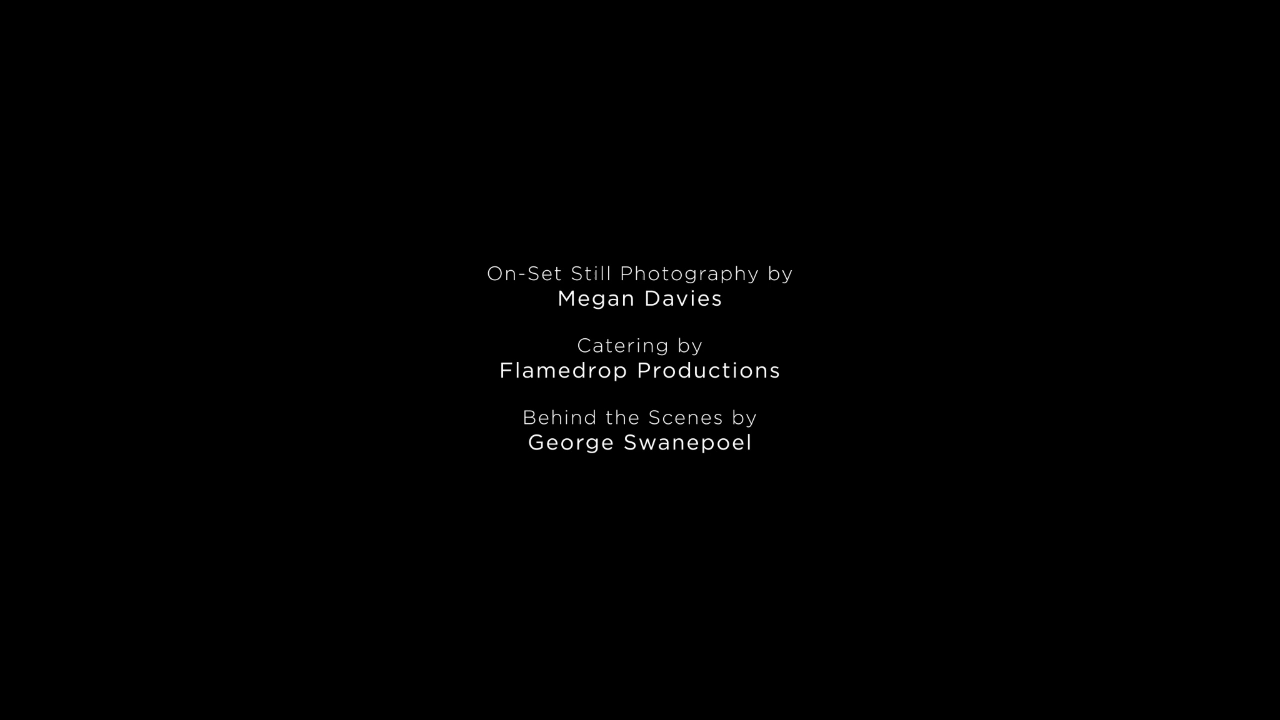 On-Set Still Photography by
Megan Davies
Catering by
Flamedrop Productions
Behind the Scenes by
George Swanepoel